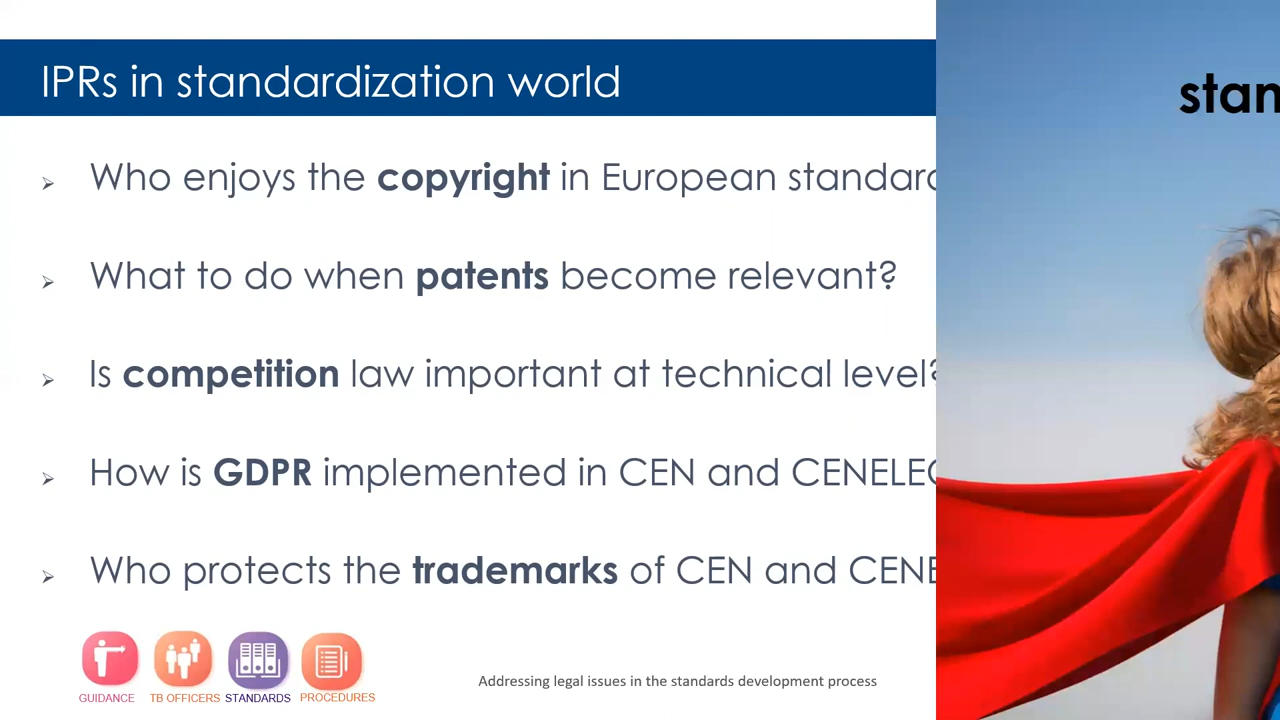 IPRs in standardization world
stan
Who enjoys the copyright in European standard
What to do when patents become relevant?
Is competition law important at technical level?
How is GDPR implemented in CEN and CENELEC
Who protects the trademarks of CEN and CENE
GUIDANCE TB OFFICERS STANDARDS PROCEDURES
Addressing legal issues in the standards development process